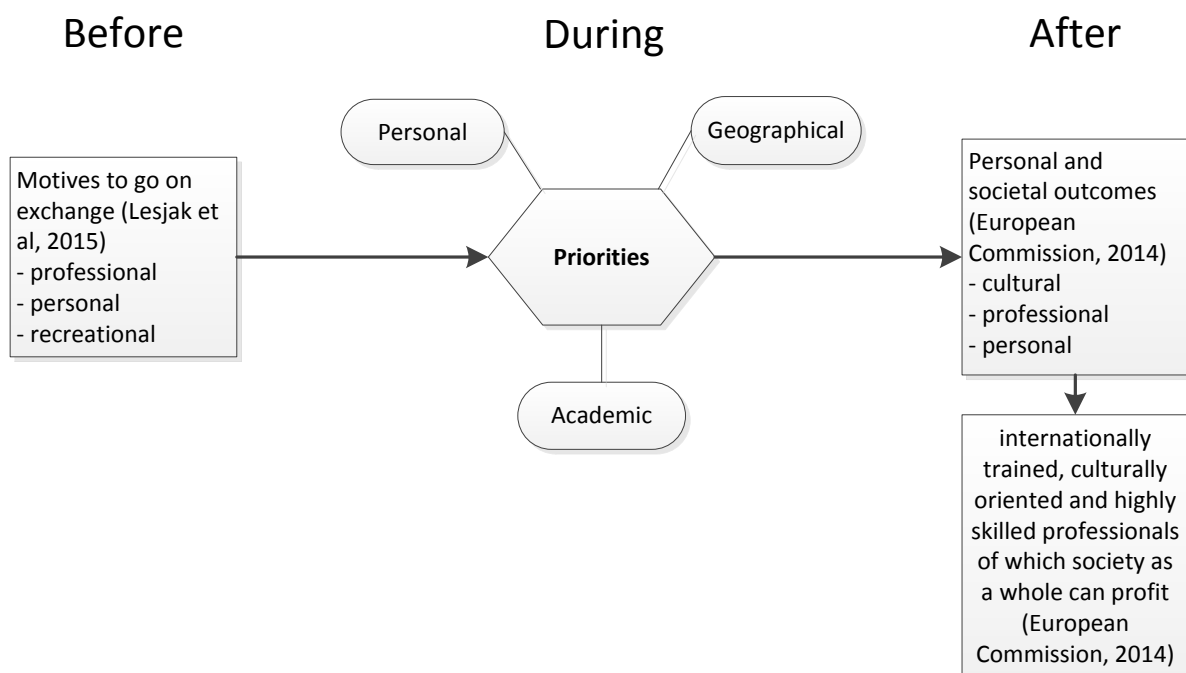 Before
During
After
Personal
Geographical
Motives to go on
exchange (Lesjak et
al, 2015)
- professional
- personal
- recreational
Priorities
Academic
Personal and
societal outcomes
(European
Commission, 2014)
- cultural
- professional
- personal
internationally
trained, culturally
oriented and highly
skilled professionals
of which society as
a whole can profit
(European
Commission, 2014)